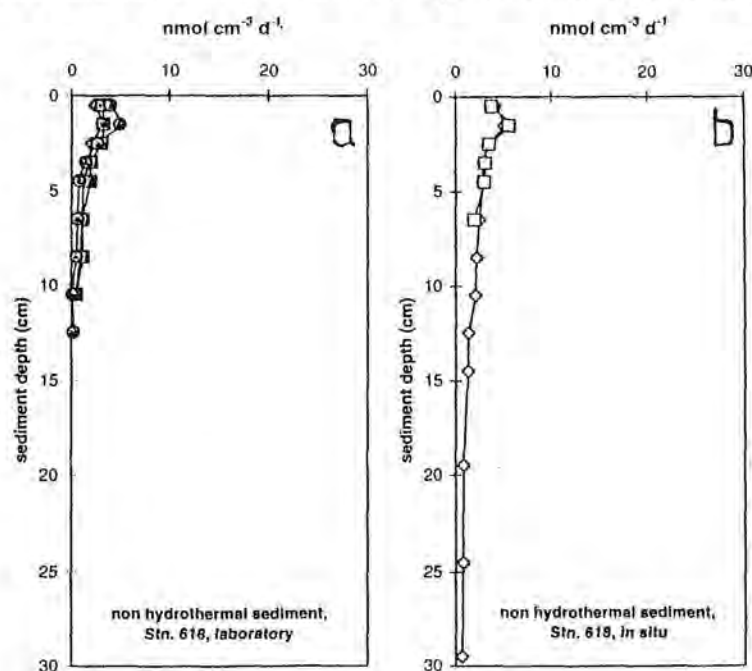 nmol cm⁻³ d⁻¹·
0 10 20 30
0
5
10
15
20
25
30
sediment depth (cm)
C
non hydrothermal sediment,
Stn. 618, laboratory
nmol cm⁻³ d⁻¹
0 10 20 30
0
5
10
15
20
25
30
sediment depth (cm)
D
non hydrothermal sediment,
Stn. 618, in situ